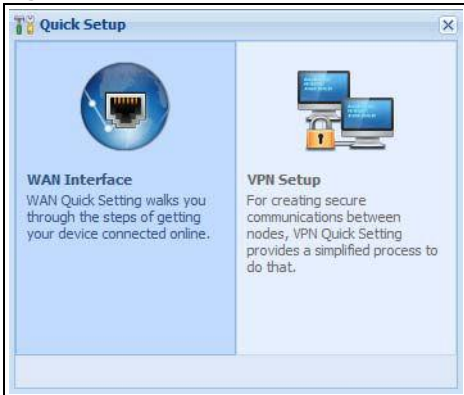 Quick Setup
WAN Interface
WAN Quick Setting walks you
through the steps of getting
your device connected online.
VPN Setup
For creating secure
communications between
nodes, VPN Quick Setting
provides a simplified process to
do that.